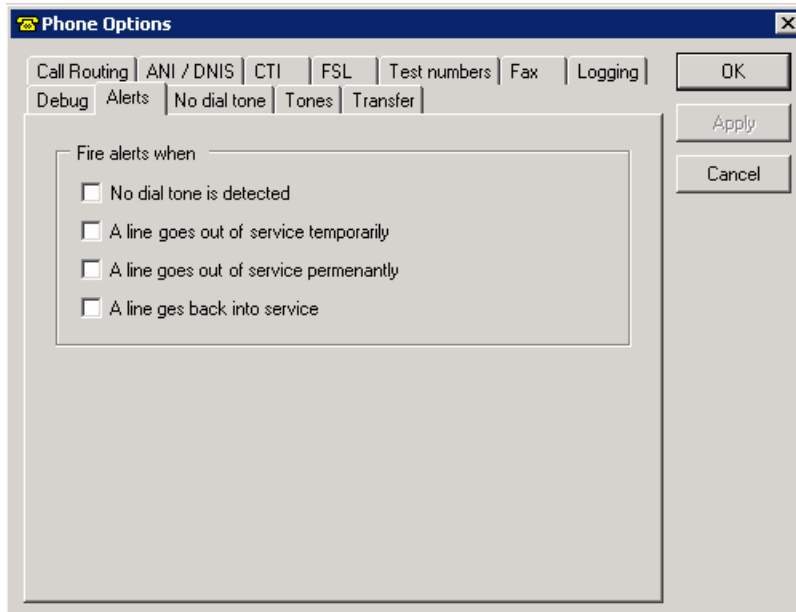 Phone Options
Call Routing ANI / DNIS CTI FSL Test numbers Fax Logging
Debug Alerts No dial tone Tones Transfer
OK
Apply
Cancel
Fire alerts when
No dial tone is detected
A line goes out of service temporarily
A line goes out of service permenantly
A line ges back into service